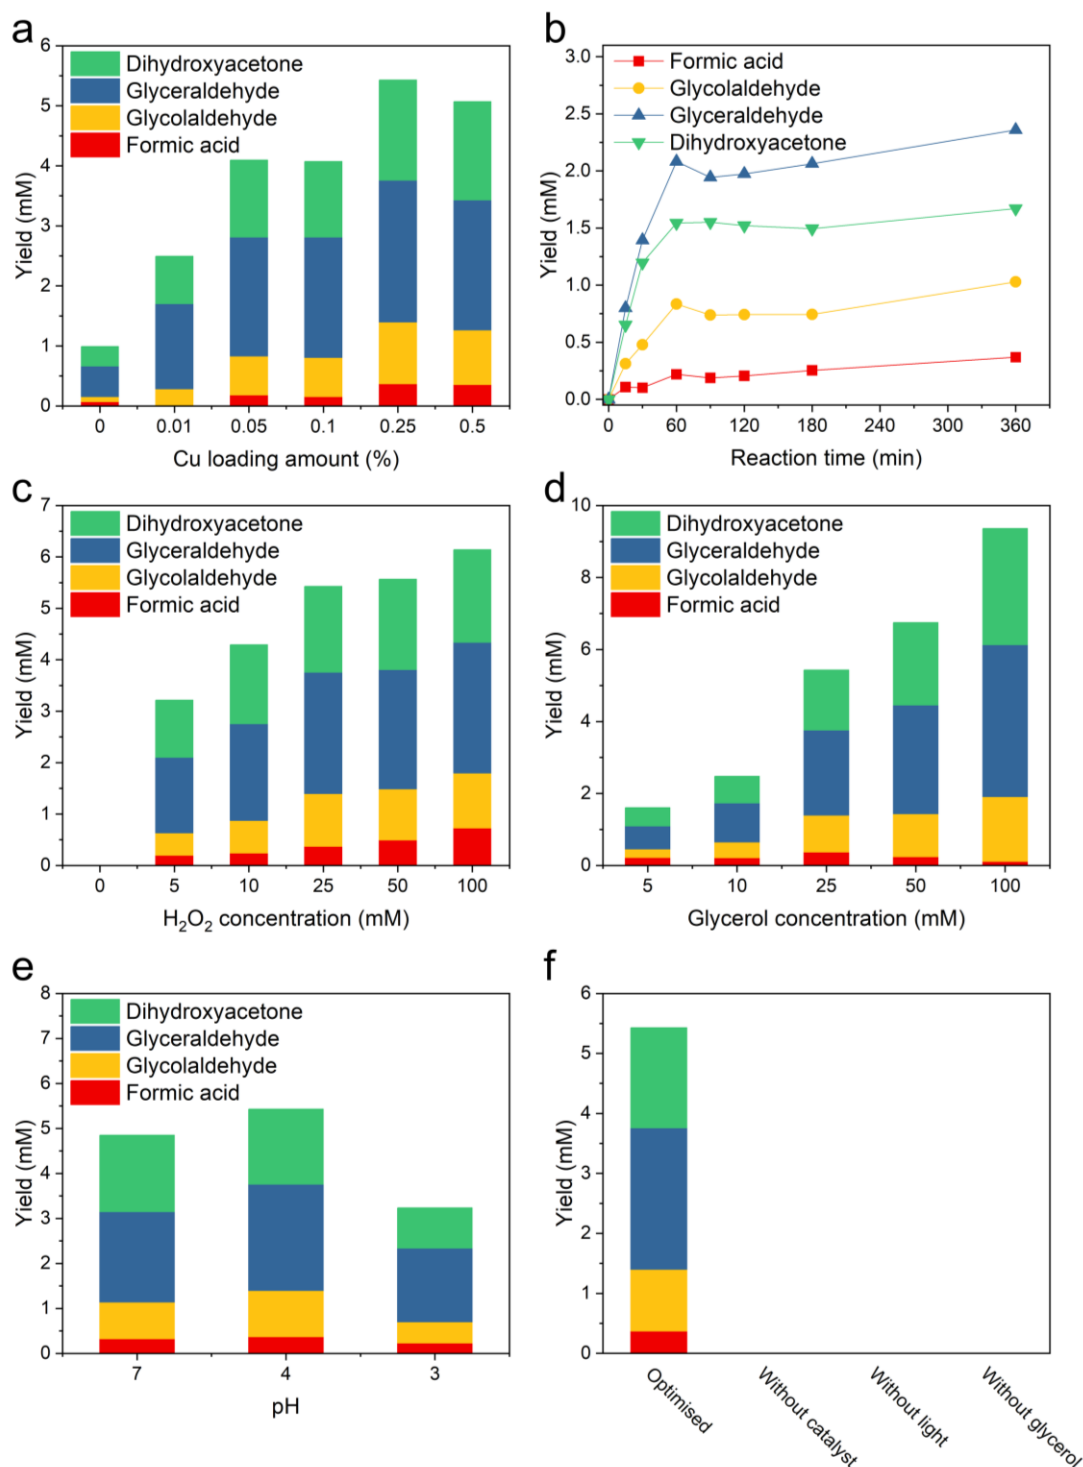 a
6
5
4
3
2
1
0
Yield (mM)
Dihydroxyacetone
Glyceraldehyde
Glycolaldehyde
Formic acid
0 0.01 0.05 0.1 0.25 0.5
Cu loading amount (%)
b
3.0
2.5
2.0
1.5
1.0
0.5
0.0
Yield (mM)
Formic acid
Glycolaldehyde
Glyceraldehyde
Dihydroxyacetone
0 60 120 180 240 300 360
Reaction time (min)
c
7
6
5
4
3
2
1
0
Yield (mM)
Dihydroxyacetone
Glyceraldehyde
Glycolaldehyde
Formic acid
0 5 10 25 50 100
H₂O₂ concentration (mM)
d
10
8
6
4
2
0
Yield (mM)
Dihydroxyacetone
Glyceraldehyde
Glycolaldehyde
Formic acid
5 10 25 50 100
Glycerol concentration (mM)
e
8
7
6
5
4
3
2
1
0
Yield (mM)
Dihydroxyacetone
Glyceraldehyde
Glycolaldehyde
Formic acid
7 4 3
pH
f
6
5
4
3
2
1
0
Yield (mM)
Optimised
Without catalyst
Without light
Without glycerol